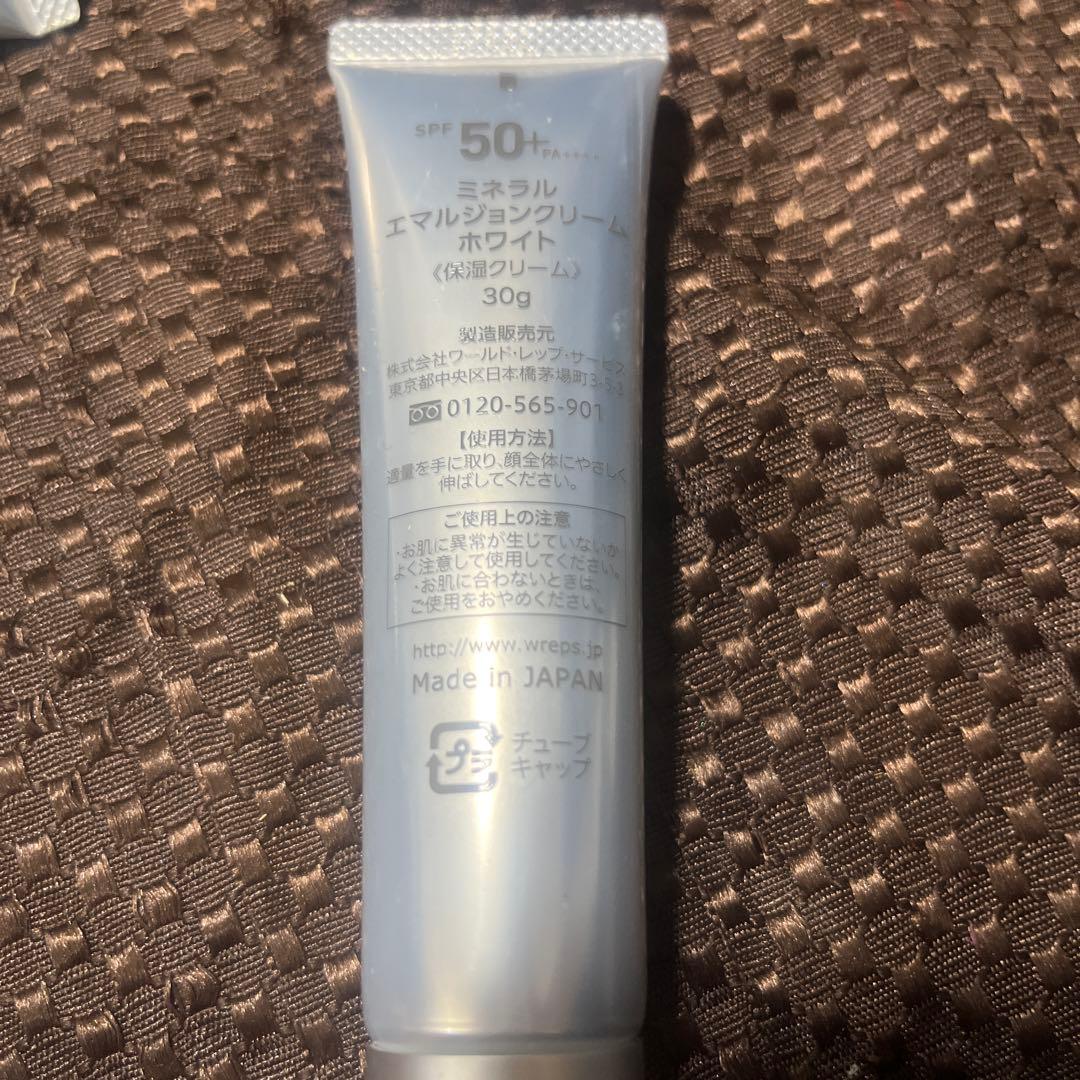 SPF 50+ PA++++
ミネラル
エマルジョンクリーム
ホワイト
《保湿クリーム》
30g
製造販売元
株式会社ワールド・レップ・サービス
東京都中央区日本橋茅場町3-5-3
0120-565-901
【使用方法】
適量を手に取り、顔全体にやさしく
伸ばしてください。
ご使用上の注意
・お肌に異常が生じていないか
よく注意して使用してください。
・お肌に合わないときは、
ご使用をおやめください。
http://www.wreps.jp
Made in JAPAN
プラ チューブ
キャップ